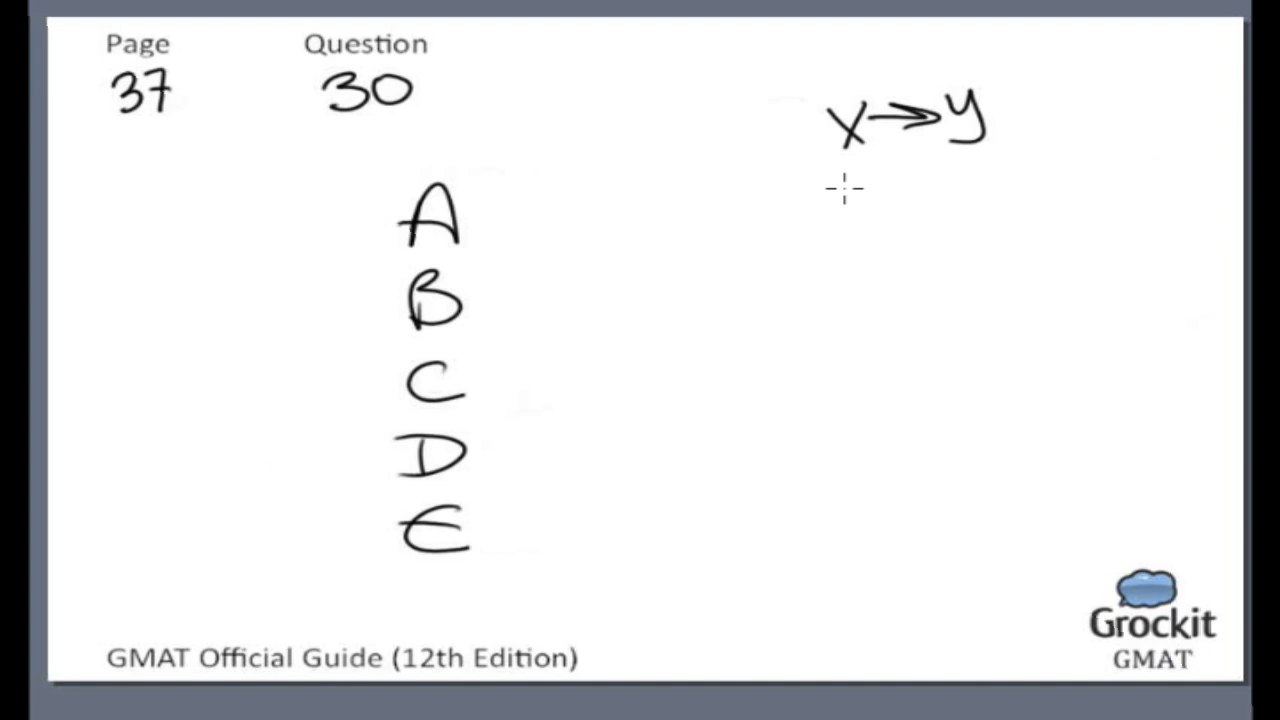 Page Question
37 30
X→y
A
B
C
D
E
Grockit
GMAT
GMAT Official Guide (12th Edition)